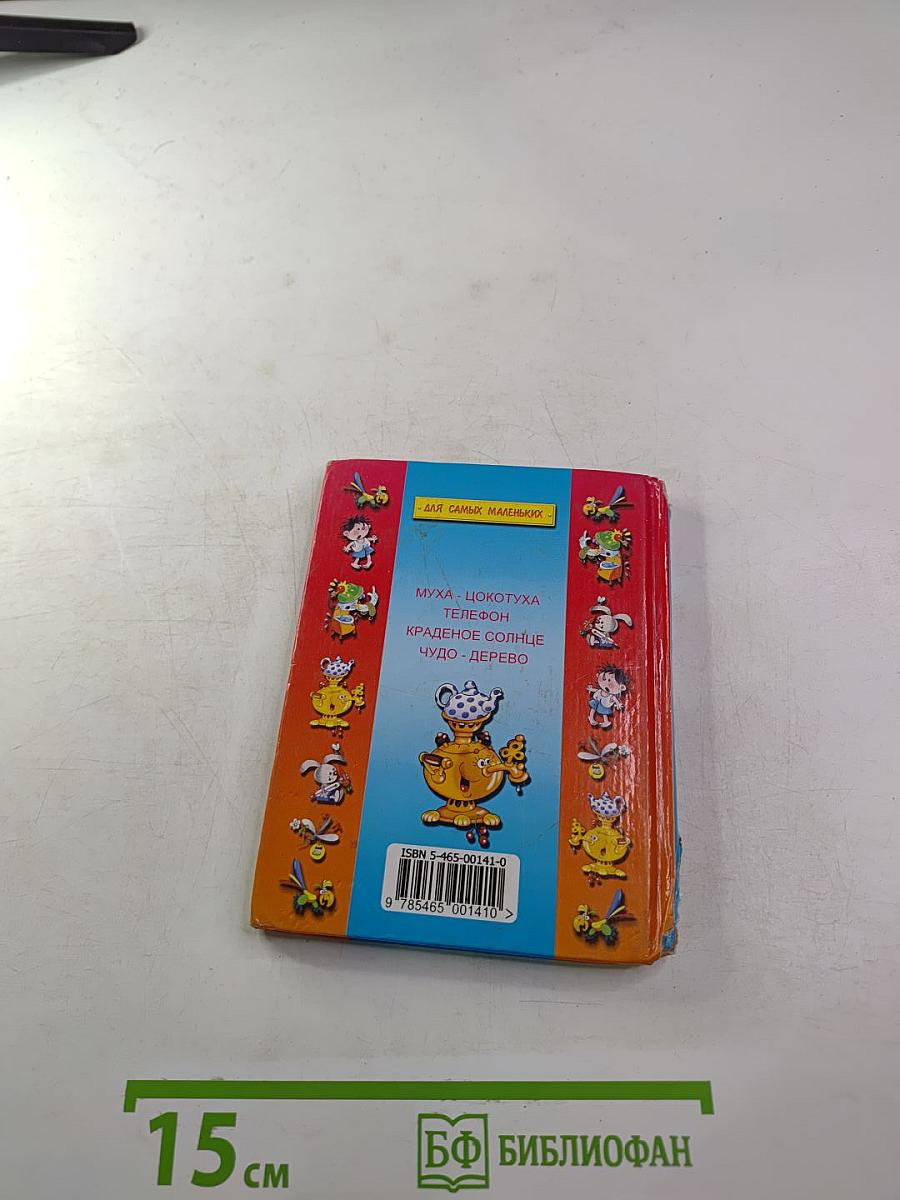 - ДЛЯ САМЫХ МАЛЕНЬКИХ -
МУХА - ЦОКОТУХА
ТЕЛЕФОН
КРАДЕНОЕ СОЛНЦЕ
ЧУДО - ДЕРЕВО
ISBN 5-465-00141-0
9 785465 001410 >
15 см
БФ БИБЛИОФАН